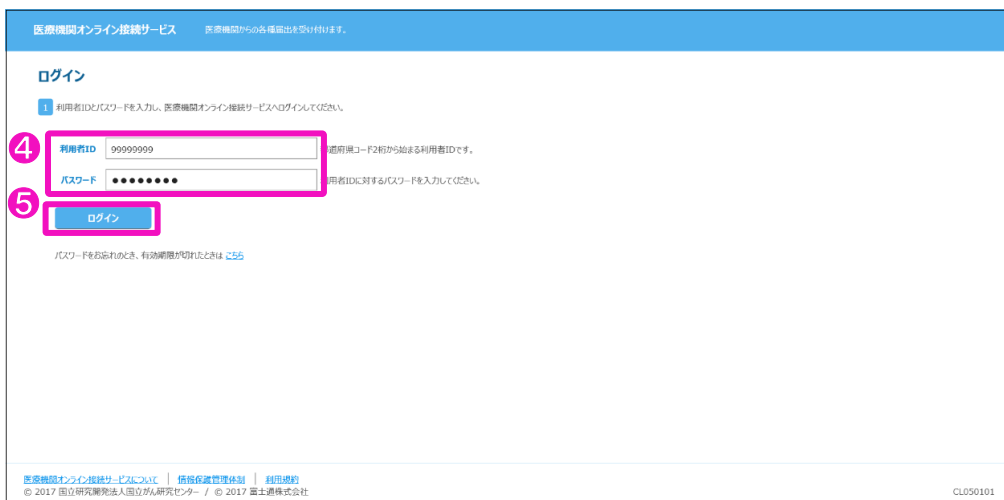 医療機関オンライン接続サービス 医療機関からの各種届出を受け付けます。
ログイン
1 利用者IDとパスワードを入力し、医療機関オンライン接続サービスへログインしてください。
4 利用者ID 99999999 道府県コード2桁から始まる利用者IDです。
パスワード ●●●●●●●● 用者IDに対するパスワードを入力してください。
5
ログイン
パスワードをお忘れのとき、有効期限が切れたときは こちら
医療機関オンライン接続サービスについて | 情報保護管理体制 | 利用規約
© 2017 国立研究開発法人国立がん研究センター / © 2017 富士通株式会社 CL050101